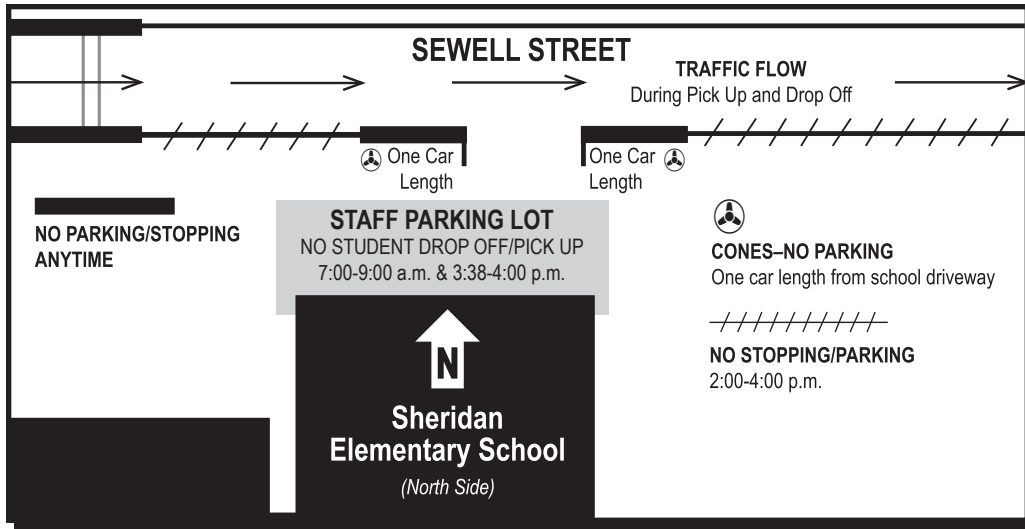 SEWELL STREET
TRAFFIC FLOW
During Pick Up and Drop Off
One Car
Length
One Car
Length
NO PARKING/STOPPING
ANYTIME
STAFF PARKING LOT
NO STUDENT DROP OFF/PICK UP
7:00-9:00 a.m. & 3:38-4:00 p.m.
CONES–NO PARKING
One car length from school driveway
NO STOPPING/PARKING
2:00-4:00 p.m.
N
Sheridan
Elementary School
(North Side)